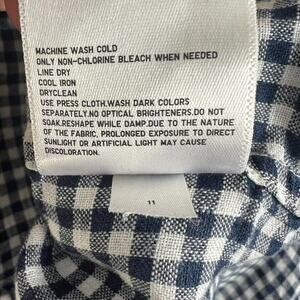 MACHINE WASH COLD
ONLY NON-CHLORINE BLEACH WHEN NEEDED
LINE DRY
COOL IRON
DRYCLEAN
USE PRESS CLOTH.WASH DARK COLORS
SEPARATELY.NO OPTICAL BRIGHTENERS.DO NOT
SOAK.RESHAPE WHILE DAMP.DUE TO THE NATURE
OF THE FABRIC, PROLONGED EXPOSURE TO DIRECT
SUNLIGHT OR ARTIFICIAL LIGHT MAY CAUSE
DISCOLORATION.
11